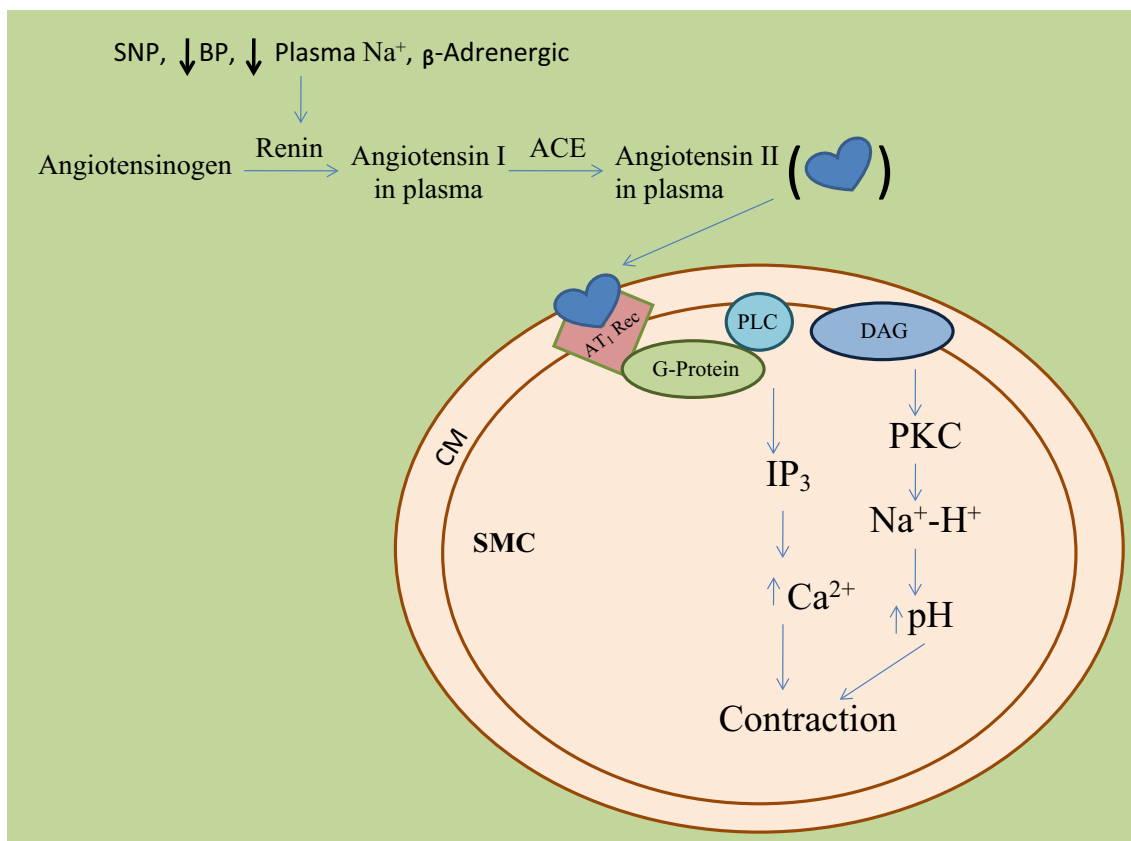 SNP, ↓BP, ↓ Plasma Na⁺, β-Adrenergic
Angiotensinogen
Renin
Angiotensin I
in plasma
ACE
Angiotensin II
in plasma
( )
AT₁ Rec
G-Protein
PLC
DAG
CM
SMC
IP₃
↑ Ca²⁺
PKC
Na⁺-H⁺
↑ pH
Contraction